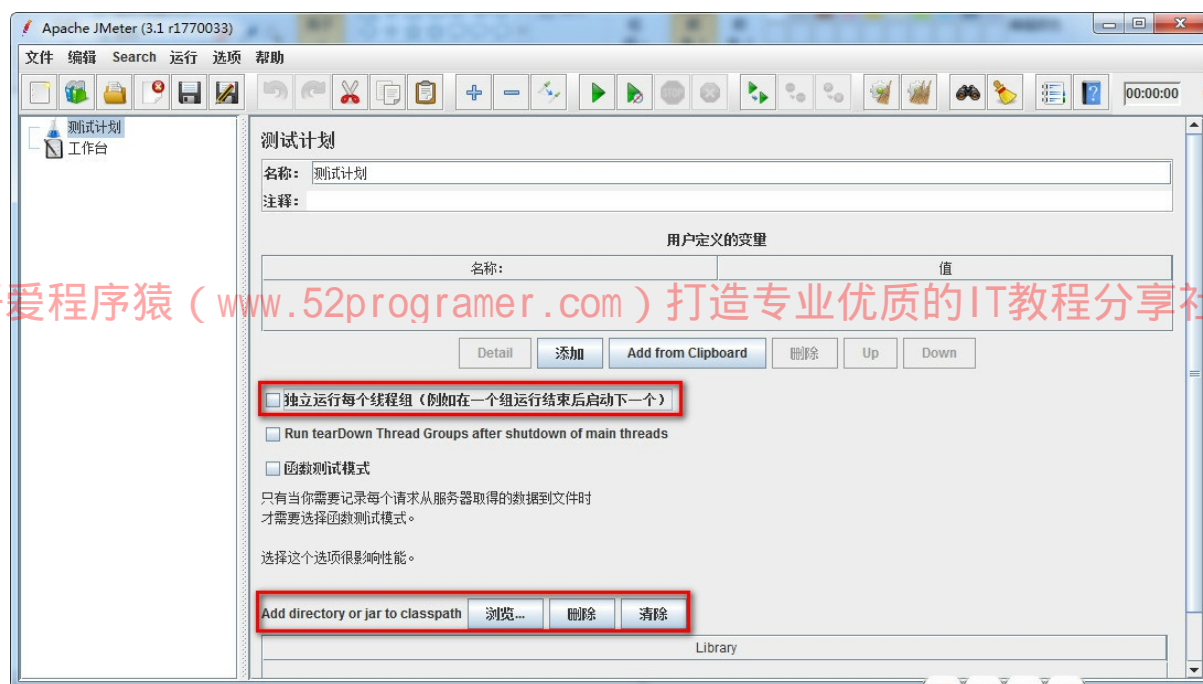 Apache JMeter (3.1 r1770033)
文件 编辑 Search 运行 选项 帮助
00:00:00
测试计划
工作台
测试计划
名称： 测试计划
注释：
用户定义的变量
名称: 值
爱程序猿（www.52programer.com）打造专业优质的IT教程分享社
Detail 添加 Add from Clipboard 删除 Up Down
独立运行每个线程组（例如在一个组运行结束后启动下一个）
Run tearDown Thread Groups after shutdown of main threads
函数测试模式
只有当你需要记录每个请求从服务器取得的数据到文件时
才需要选择函数测试模式。
选择这个选项很影响性能。
Add directory or jar to classpath 浏览... 删除 清除
Library